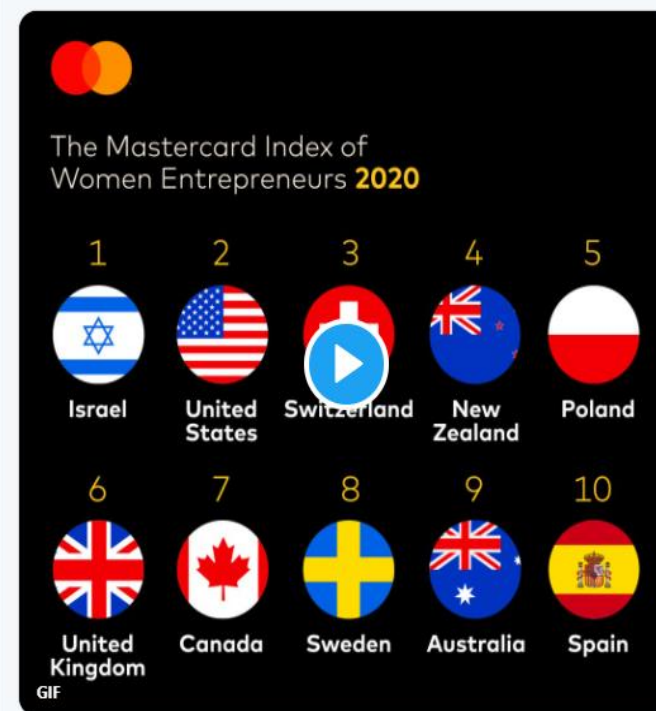 The Mastercard Index of
Women Entrepreneurs 2020
1 2 3 4 5
Israel United States Switzerland New Zealand Poland
6 7 8 9 10
United Kingdom Canada Sweden Australia Spain
GIF